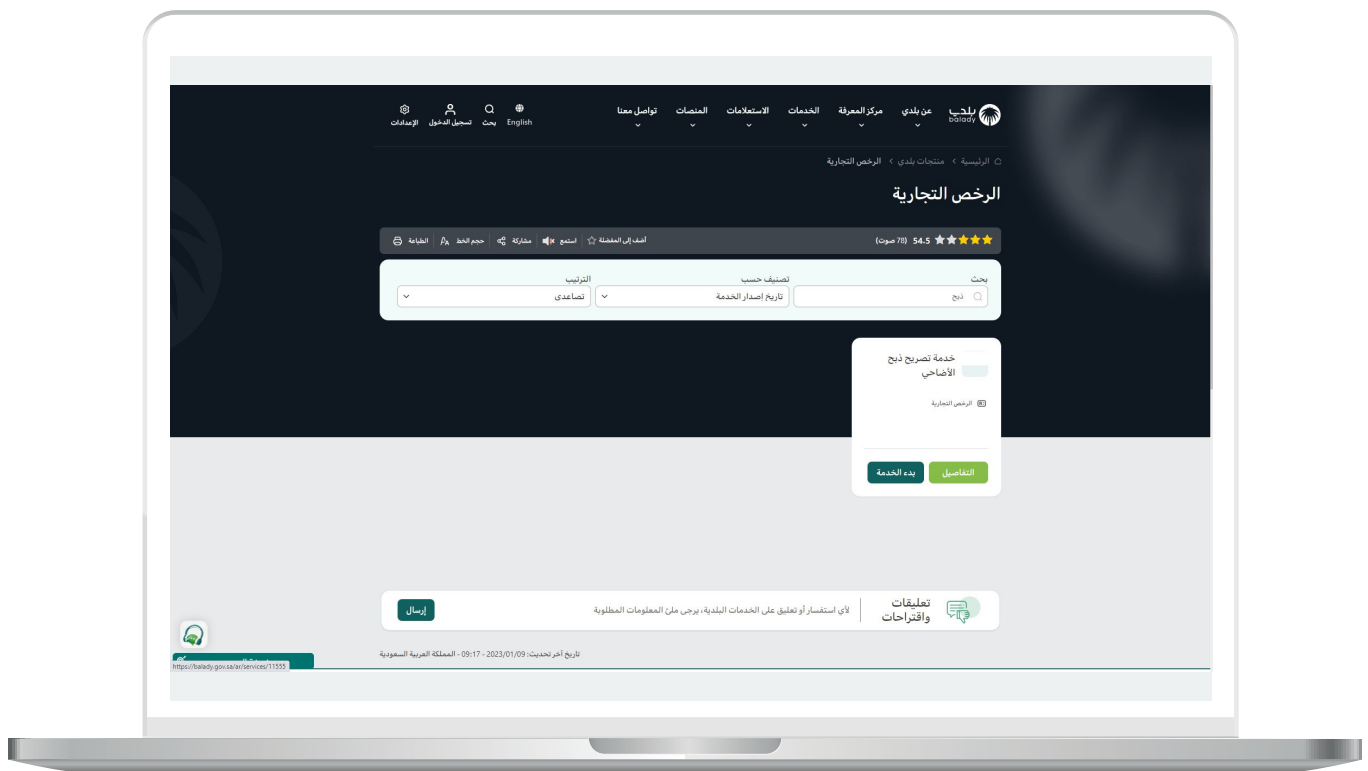 بلدي
balady
عن بلدي
مركز المعرفة
الخدمات
الاستعلامات
المنصات
تواصل معنا
English
بحث
تسجيل الدخول
الإعدادات
الرئيسية > منتجات بلدي > الرخص التجارية
الرخص التجارية
54.5 (78 صوت)
أضف إلى المفضلة
استمع
مشاركة
حجم الخط
الطباعة
بحث
تصنيف حسب
الترتيب
ذبح
تاريخ إصدار الخدمة
تصاعدى
خدمة تصريح ذبح
الأضاحي
الرخص التجارية
التفاصيل
بدء الخدمة
تعليقات
واقتراحات
لأي استفسار أو تعليق على الخدمات البلدية، يرجى ملئ المعلومات المطلوبة
إرسال
تاريخ آخر تحديث: 2023/01/09 - 09:17 - المملكة العربية السعودية
https://balady.gov.sa/ar/services/11555